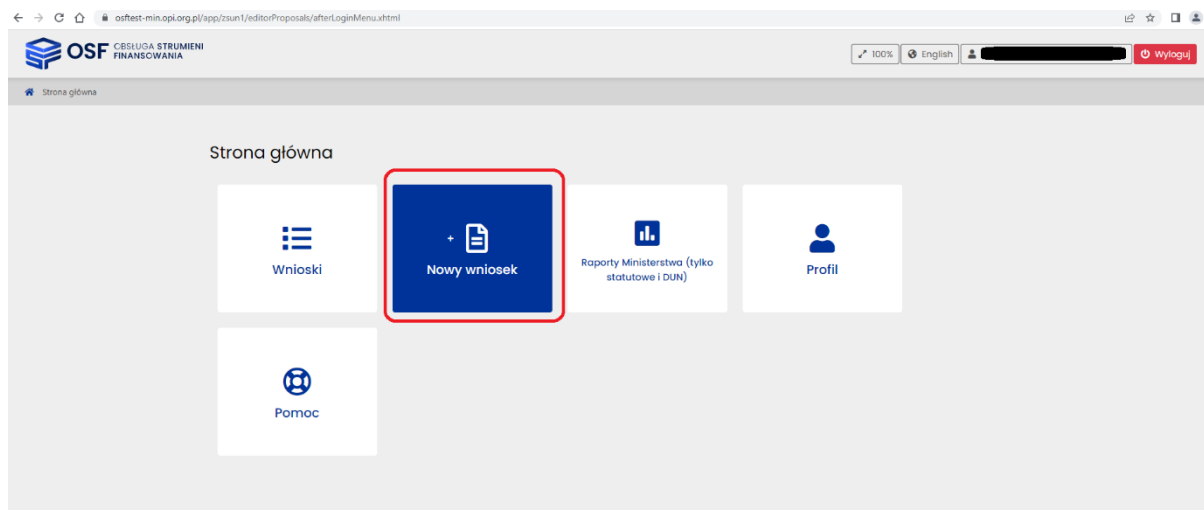 osftest-min.opi.org.pl/app/zsun1/editorProposals/afterLoginMenu.xhtml
OSF OBSŁUGA STRUMIENI
FINANSOWANIA
100% English Wyloguj
Strona główna
Strona główna
Wnioski
+ Nowy wniosek
Raporty Ministerstwa (tylko
statutowe i DUN)
Profil
Pomoc